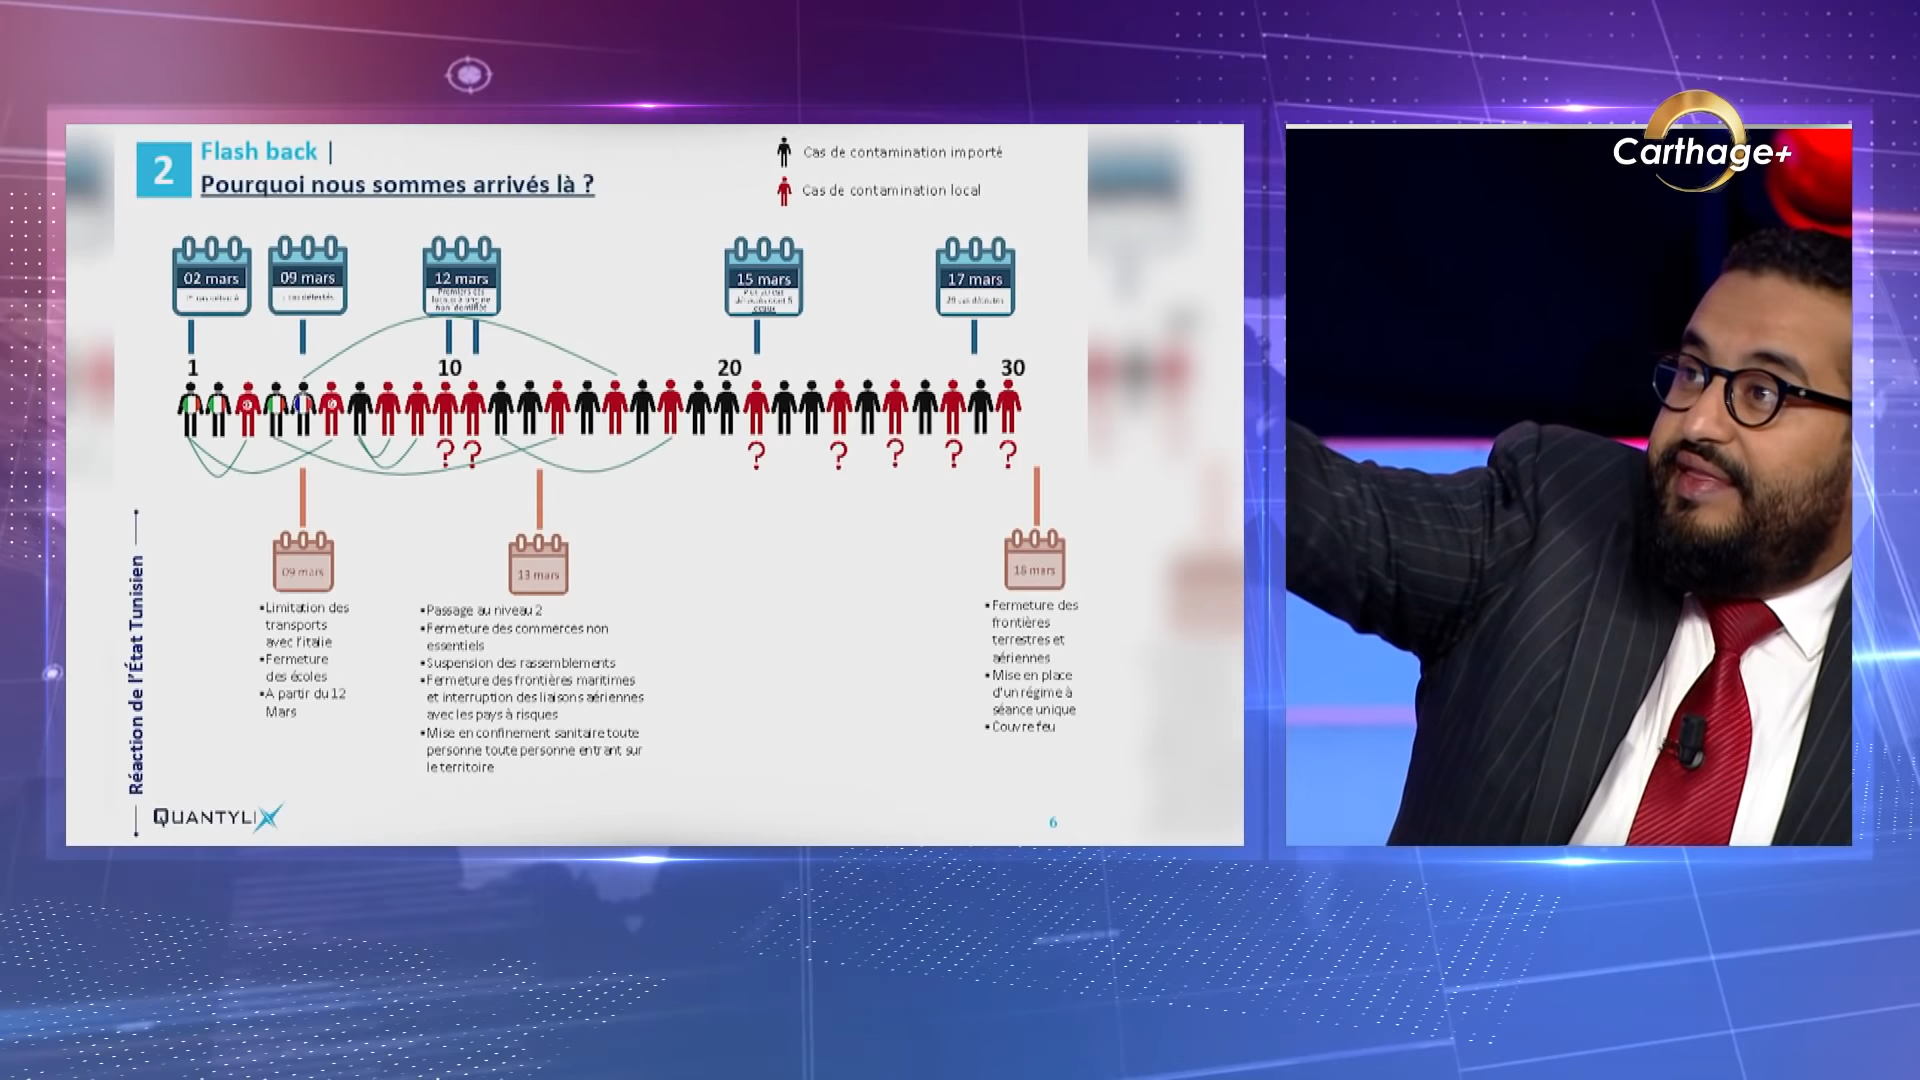 Carthage+
2
Flash back |
Pourquoi nous sommes arrivés là ?
Cas de contamination importé
Cas de contamination local
02 mars
09 mars
12 mars
15 mars
17 mars
Premiers cas
non identifiée
1
10
20
30
? ? ? ? ? ? ?
09 mars
13 mars
18 mars
Réaction de l'État Tunisien
▪Limitation des
transports
avec l'italie
▪Fermeture
des écoles
▪A partir du 12
Mars
▪Passage au niveau 2
▪Fermeture des commerces non
essentiels
▪Suspension des rassemblements
▪Fermeture des frontières maritimes
et interruption des liaisons aériennes
avec les pays à risques
▪Mise en confinement sanitaire toute
personne toute personne entrant sur
le territoire
▪Fermeture des
frontières
terrestres et
aériennes
▪Mise en place
d'un régime à
séance unique
▪Couvre feu
QUANTYLIX
6